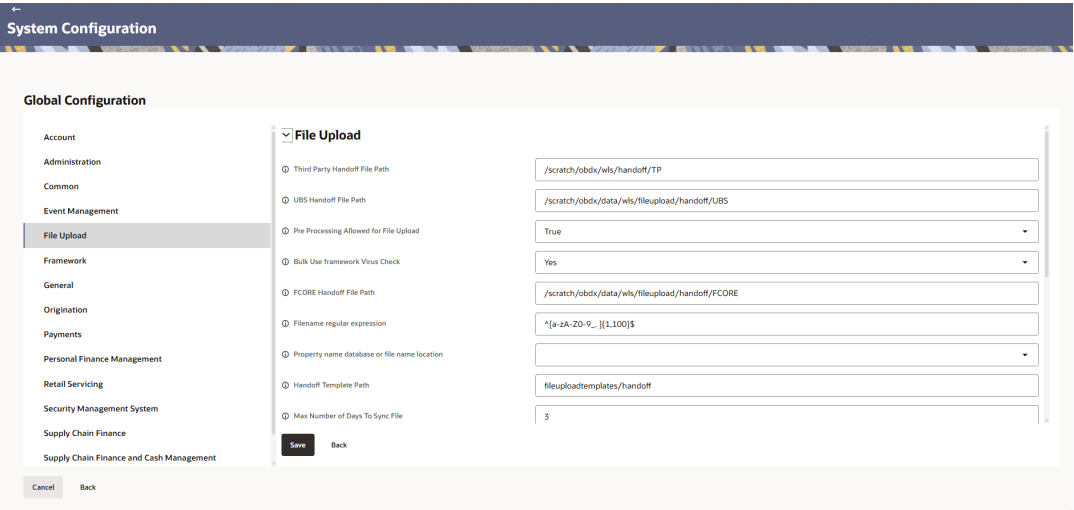 ←
System Configuration
Global Configuration
Account
Administration
Common
Event Management
File Upload
Framework
General
Origination
Payments
Personal Finance Management
Retail Servicing
Security Management System
Supply Chain Finance
Supply Chain Finance and Cash Management
File Upload
Third Party Handoff File Path
/scratch/obdx/wls/handoff/TP
UBS Handoff File Path
/scratch/obdx/data/wls/fileupload/handoff/UBS
Pre Processing Allowed for File Upload
True
Bulk Use framework Virus Check
Yes
FCORE Handoff File Path
/scratch/obdx/data/wls/fileupload/handoff/FCORE
Filename regular expression
^[a-zA-Z0-9_. ]{1,100}$
Property name database or file name location
Handoff Template Path
fileuploadtemplates/handoff
Max Number of Days To Sync File
3
Save Back
Cancel Back